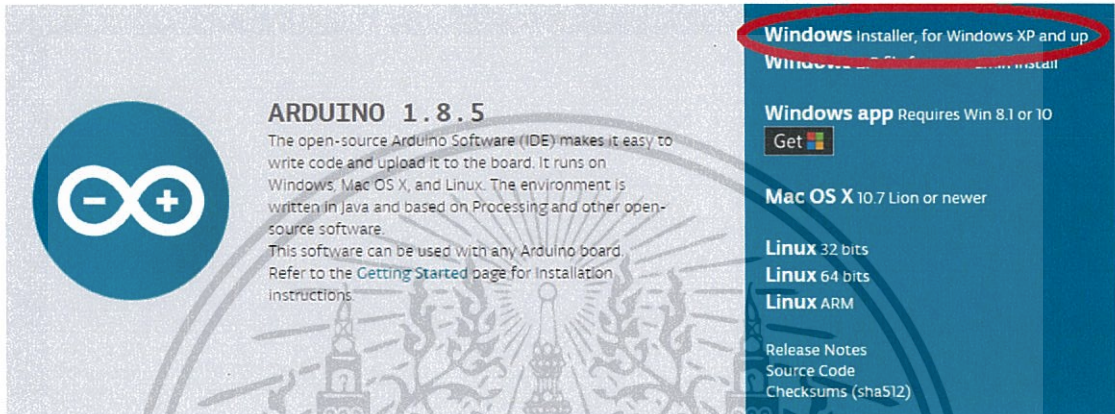 ARDUINO 1.8.5
The open-source Arduino Software (IDE) makes it easy to
write code and upload it to the board. It runs on
Windows, Mac OS X, and Linux. The environment is
written in Java and based on Processing and other open-
source software.
This software can be used with any Arduino board.
Refer to the Getting Started page for Installation
instructions.
Windows Installer, for Windows XP and up
Windows install
Windows app Requires Win 8.1 or 10
Get
Mac OS X 10.7 Lion or newer
Linux 32 bits
Linux 64 bits
Linux ARM
Release Notes
Source Code
Checksums (sha512)